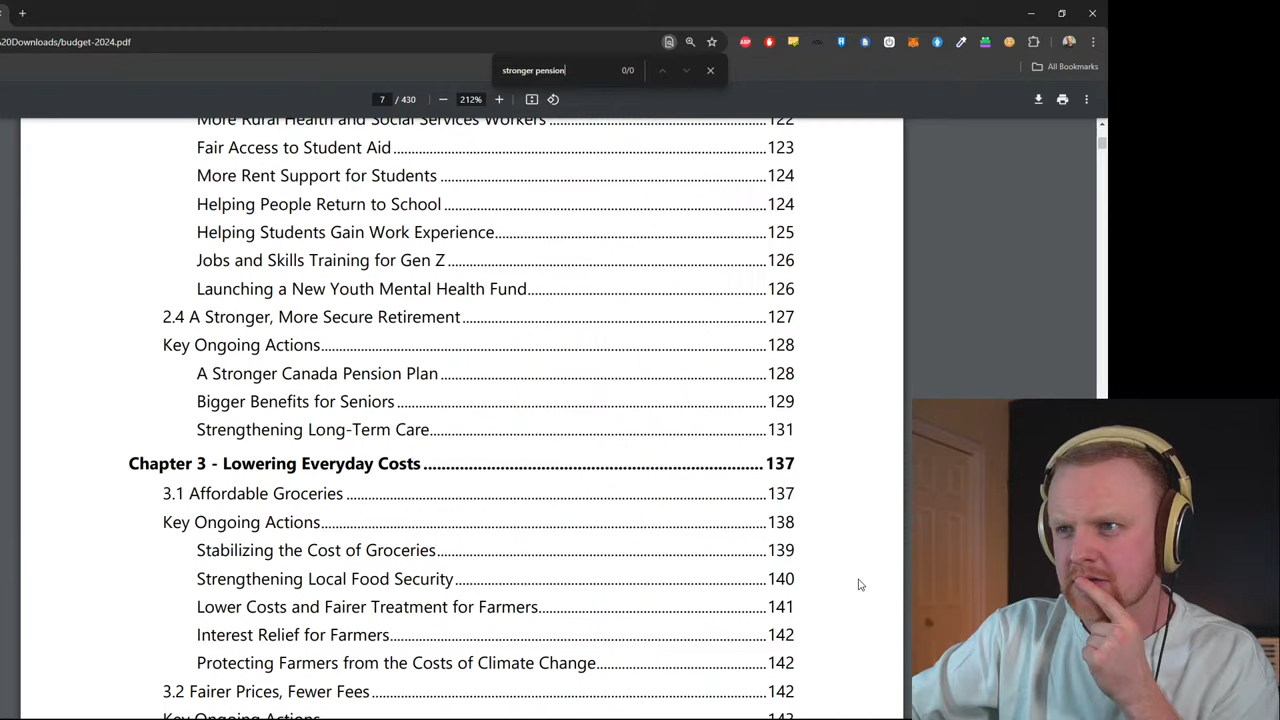 20Downloads/budget-2024.pdf
All Bookmarks
stronger pension 0/0
7 / 430 212%
More Rural Health and Social Services Workers 122
Fair Access to Student Aid 123
More Rent Support for Students 124
Helping People Return to School 124
Helping Students Gain Work Experience 125
Jobs and Skills Training for Gen Z 126
Launching a New Youth Mental Health Fund 126
2.4 A Stronger, More Secure Retirement 127
Key Ongoing Actions 128
A Stronger Canada Pension Plan 128
Bigger Benefits for Seniors 129
Strengthening Long-Term Care 131
Chapter 3 - Lowering Everyday Costs 137
3.1 Affordable Groceries 137
Key Ongoing Actions 138
Stabilizing the Cost of Groceries 139
Strengthening Local Food Security 140
Lower Costs and Fairer Treatment for Farmers 141
Interest Relief for Farmers 142
Protecting Farmers from the Costs of Climate Change 142
3.2 Fairer Prices, Fewer Fees 142
Key Ongoing Actions 143